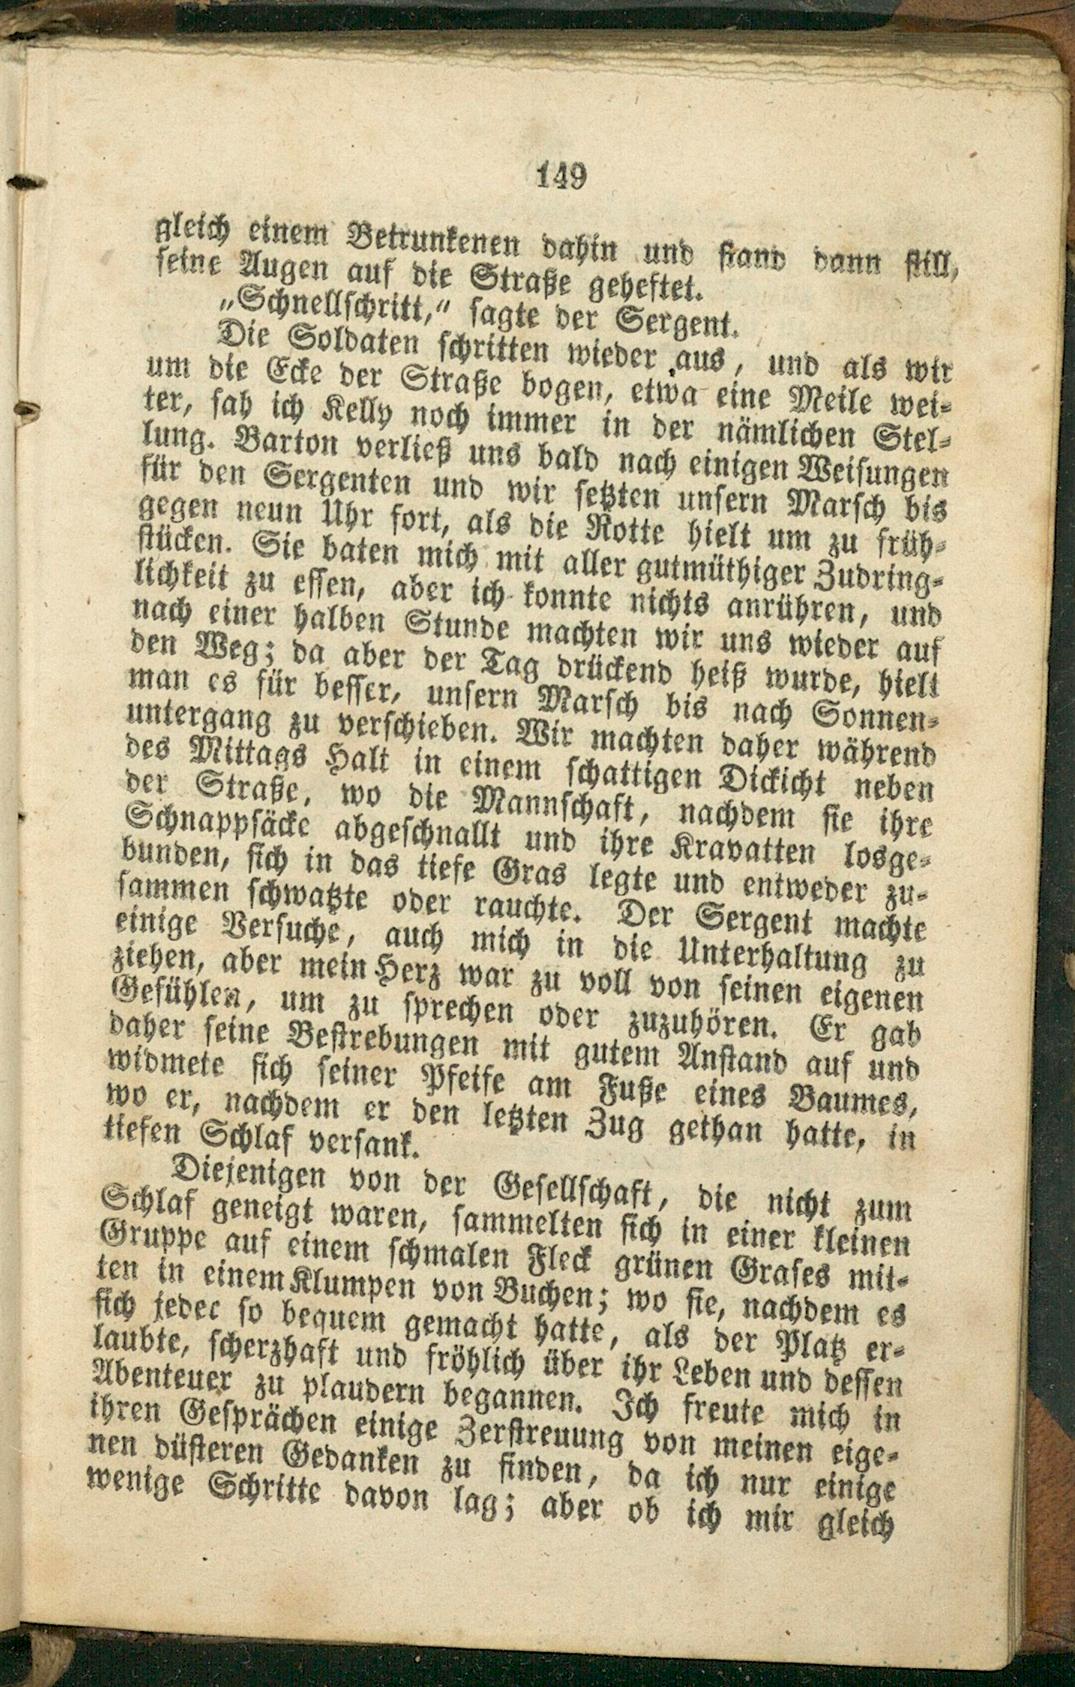 149
gleich einem Betrunkenen dahin und stand dann still,
seine Augen auf die Straße geheftet.
„Schnellschritt,“ sagte der Sergent.
Die Soldaten schritten wieder aus, und als wir
um die Ecke der Straße bogen, etwa eine Meile wei-
ter, sah ich Kelly noch immer in der nämlichen Stel-
lung. Barton verließ uns bald nach einigen Weisungen
für den Sergenten und wir setzten unsern Marsch bis
gegen neun Uhr fort, als die Rotte hielt um zu früh-
stücken. Sie baten mich mit aller gutmüthiger Zudring-
lichkeit zu essen, aber ich konnte nichts anrühren, und
nach einer halben Stunde machten wir uns wieder auf
den Weg; da aber der Tag drückend heiß wurde, hielt
man es für besser, unsern Marsch bis nach Sonnen-
untergang zu verschieben. Wir machten daher während
des Mittags Halt in einem schattigen Dickicht neben
der Straße, wo die Mannschaft, nachdem sie ihre
Schnappsäcke abgeschnallt und ihre Kravatten losge-
bunden, sich in das tiefe Gras legte und entweder zu-
sammen schwatzte oder rauchte. Der Sergent machte
einige Versuche, auch mich in die Unterhaltung zu
ziehen, aber mein Herz war zu voll von seinen eigenen
Gefühlen, um zu sprechen oder zuzuhören. Er gab
daher seine Bestrebungen mit gutem Anstand auf und
widmete sich seiner Pfeife am Fuße eines Baumes,
wo er, nachdem er den letzten Zug gethan hatte, in
tiefen Schlaf versank.
Diejenigen von der Gesellschaft, die nicht zum
Schlaf geneigt waren, sammelten sich in einer kleinen
Gruppe auf einem schmalen Fleck grünen Grases mit-
ten in einem Klumpen von Buchen; wo sie, nachdem es
sich jeder so bequem gemacht hatte, als der Platz er-
laubte, scherzhaft und fröhlich über ihr Leben und dessen
Abenteuer zu plaudern begannen. Ich freute mich in
ihren Gesprächen einige Zerstreuung von meinen eige-
nen düsteren Gedanken zu finden, da ich nur einige
wenige Schritte davon lag; aber ob ich mir gleich